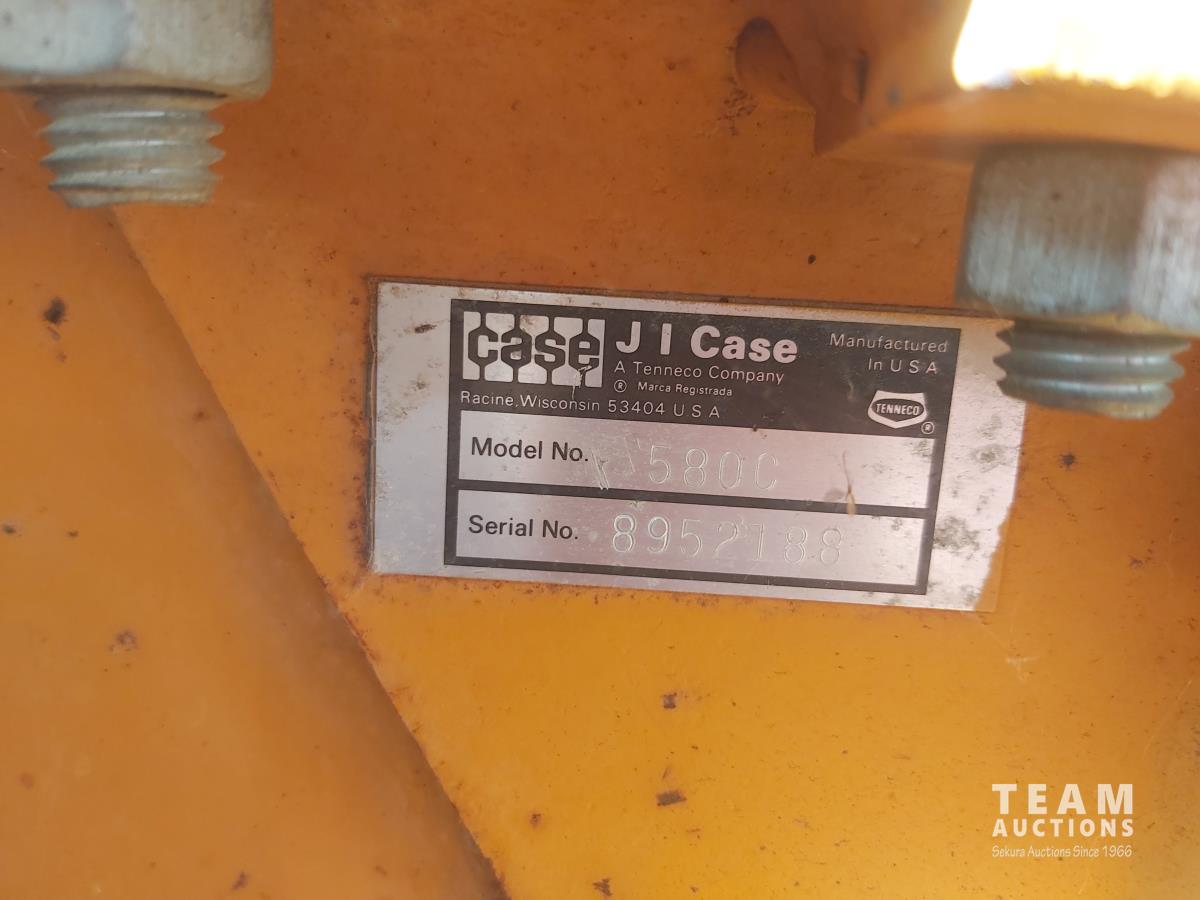 case
J I Case
Manufactured
In U S A
A Tenneco Company
® Marca Registrada
Racine, Wisconsin 53404 U S A
TENNECO
®
Model No. 580C
Serial No. 8952188
TEAM
AUCTIONS
Sekura Auctions Since 1966